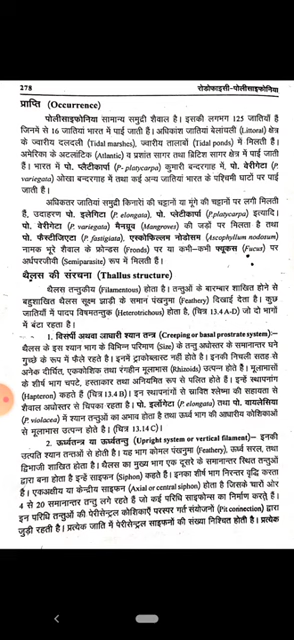 278
रोडोफाइसी-पोलीसाइफोनिया
प्राप्ति (Occurrence)
पोलीसाइफोनिया सामान्य समुद्री शैवाल है। इसकी लगभग 125 जातियाँ हैं
जिनमें से 16 जातियां भारत में पाई जाती हैं। अधिकांश जातियां बेलांचली (Littoral) क्षेत्र
के ज्वारीय दलदली (Tidal marshes), ज्वारीय तालाबों (Tidal ponds) में मिलती हैं।
अमेरिका के अटलांटिक (Atlantic) व प्रशांत सागर तथा ब्रिटिश सागर क्षेत्र में पाई जाती
हैं। भारत में पो. प्लैटीकार्पा (P- platycarpa) कुमारी बन्दरगाह में, पो. वेरीगेटा (P.
variegata) ओखा बन्दरगाह में तथा कई अन्य जातियां भारत के पश्चिमी घाटों पर पाई
जाती हैं।
अधिकतर जातियां समुद्री किनारों की चट्टानों या भूंगे की चट्टानों पर लगी मिलती
हैं, उदाहरण पो. इलेगेटा (P. elongata), पो. प्लैटीकार्पा (P.platycarpa) इत्यादि।
पो. वेरीगेटा (P. variegata) मैनग्रूव (Mangroves) की जड़ों पर मिलता है तथा
पो. फैस्टीजिएटा (P. fastigiata), एस्कोफिल्लम नोडोसम (Ascophyllum nodosum)
नामक भूरे शैवाल के फ्रोन्डस (Fronds) पर या कभी-कभी फ्यूकस (Fucus) पर
अर्धपरजीवी (Semiparasite) रूप में मिलती है।
थैलस की संरचना (Thallus structure)
थैलस तन्तुकीय (Filamentous) होता है। तन्तुओं के बारम्बार शाखित होने से
बहुशाखित थैलस सूक्ष्म झाड़ी के समान पंखनुमा (Feathery) दिखाई देता है। कुछ
जातियों में पादप विषमतन्तुक (Heterotrichous) होता है, (चित्र 13.4 A-D) जो दो भागों
में बंटा रहता है।
1. विसर्पी अथवा आधारी श्यान तन्त्र (Creeping or basal prostrate system):-
थैलस के इस श्यान भाग के विभिन्न परिमाण (Size) के तन्तु अधोस्तर के समानान्तर घने
गुच्छे के रूप में फैले रहते हैं। इनमें ट्राकोब्लास्ट नहीं होते हैं। इनकी निचली सतह से
अनेक दीर्घित, एककोशिक तथा रंगहीन मूलाभास (Rhizoids) उत्पन्न होते हैं। मूलाभासों
के शीर्ष भाग चपटे, हस्ताकार तथा अनियमित रूप से पलित होते हैं। इन्हें स्थापनांग
(Hapteron) कहते हैं (चित्र 13.4 B)। इन स्थापनांगों से स्रावित श्लेष्मा की सहायता से
शैवाल अधोस्तर से चिपका रहता है। पो. इलोंगेटा (P. elongata) तथा पो. वायलेसिया
(P. violacea) में श्यान तन्तुओं का अभाव होता है तथा ऊर्ध्व भाग की आधारीय कोशिकाओं
से मूलाभास उत्पन्न होते हैं। (चित्र 13.14 C)।
2. ऊर्ध्वतन्त्र या ऊर्ध्वतन्तु (Upright system or vertical filament):- इनकी
उत्पत्ति श्यान तन्तुओं से होती है। यह भाग कोमल पंखनुमा (Feathery), ऊर्ध्व सरल, तथा
द्विभाजी शाखित होता है। थैलस का मुख्य भाग एक दूसरे के समानान्तर स्थित तन्तुओं
द्वारा बना होता है इन्हें साइफन (Siphon) कहते हैं। इनका शीर्ष भाग निरन्तर वृद्धि करता
है। एकअक्षीय या केन्द्रीय साइफन (Axial or central siphon) होता है जिसके चारों ओर
4 से 20 समानान्तर तन्तु लगे रहते हैं जो कई परिधि साइफोन्स का निर्माण करते हैं।
इन परिधि तन्तुओं की पेरीसेन्ट्रल कोशिकाएँ परस्पर गर्त संयोजनों (Pit connection) द्वारा
जुड़ी रहती हैं। प्रत्येक जाति में पेरीसेन्ट्रल साइफनों की संख्या निश्चित होती है। प्रत्येक